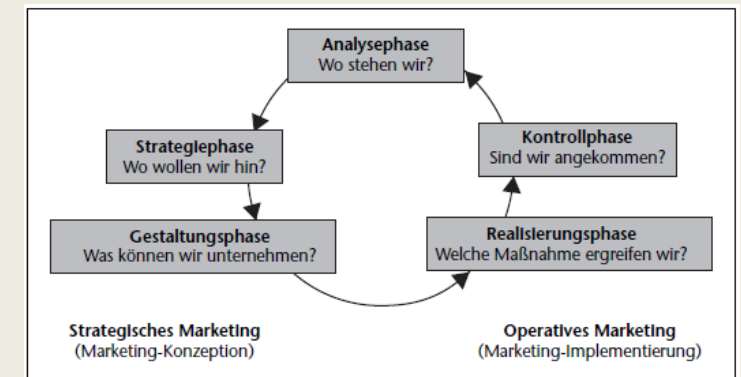 Analysephase
Wo stehen wir?
Strategiephase
Wo wollen wir hin?
Kontrollphase
Sind wir angekommen?
Gestaltungsphase
Was können wir unternehmen?
Realisierungsphase
Welche Maßnahme ergreifen wir?
Strategisches Marketing
(Marketing-Konzeption)
Operatives Marketing
(Marketing-Implementierung)